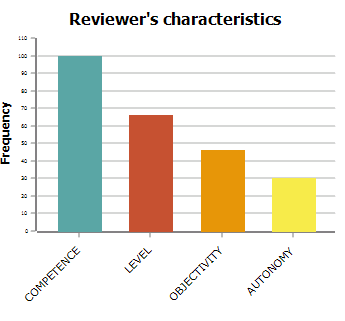 Reviewer's characteristics
Frequency
110
100
90
80
70
60
50
40
30
20
10
0
COMPETENCE
LEVEL
OBJECTIVITY
AUTONOMY